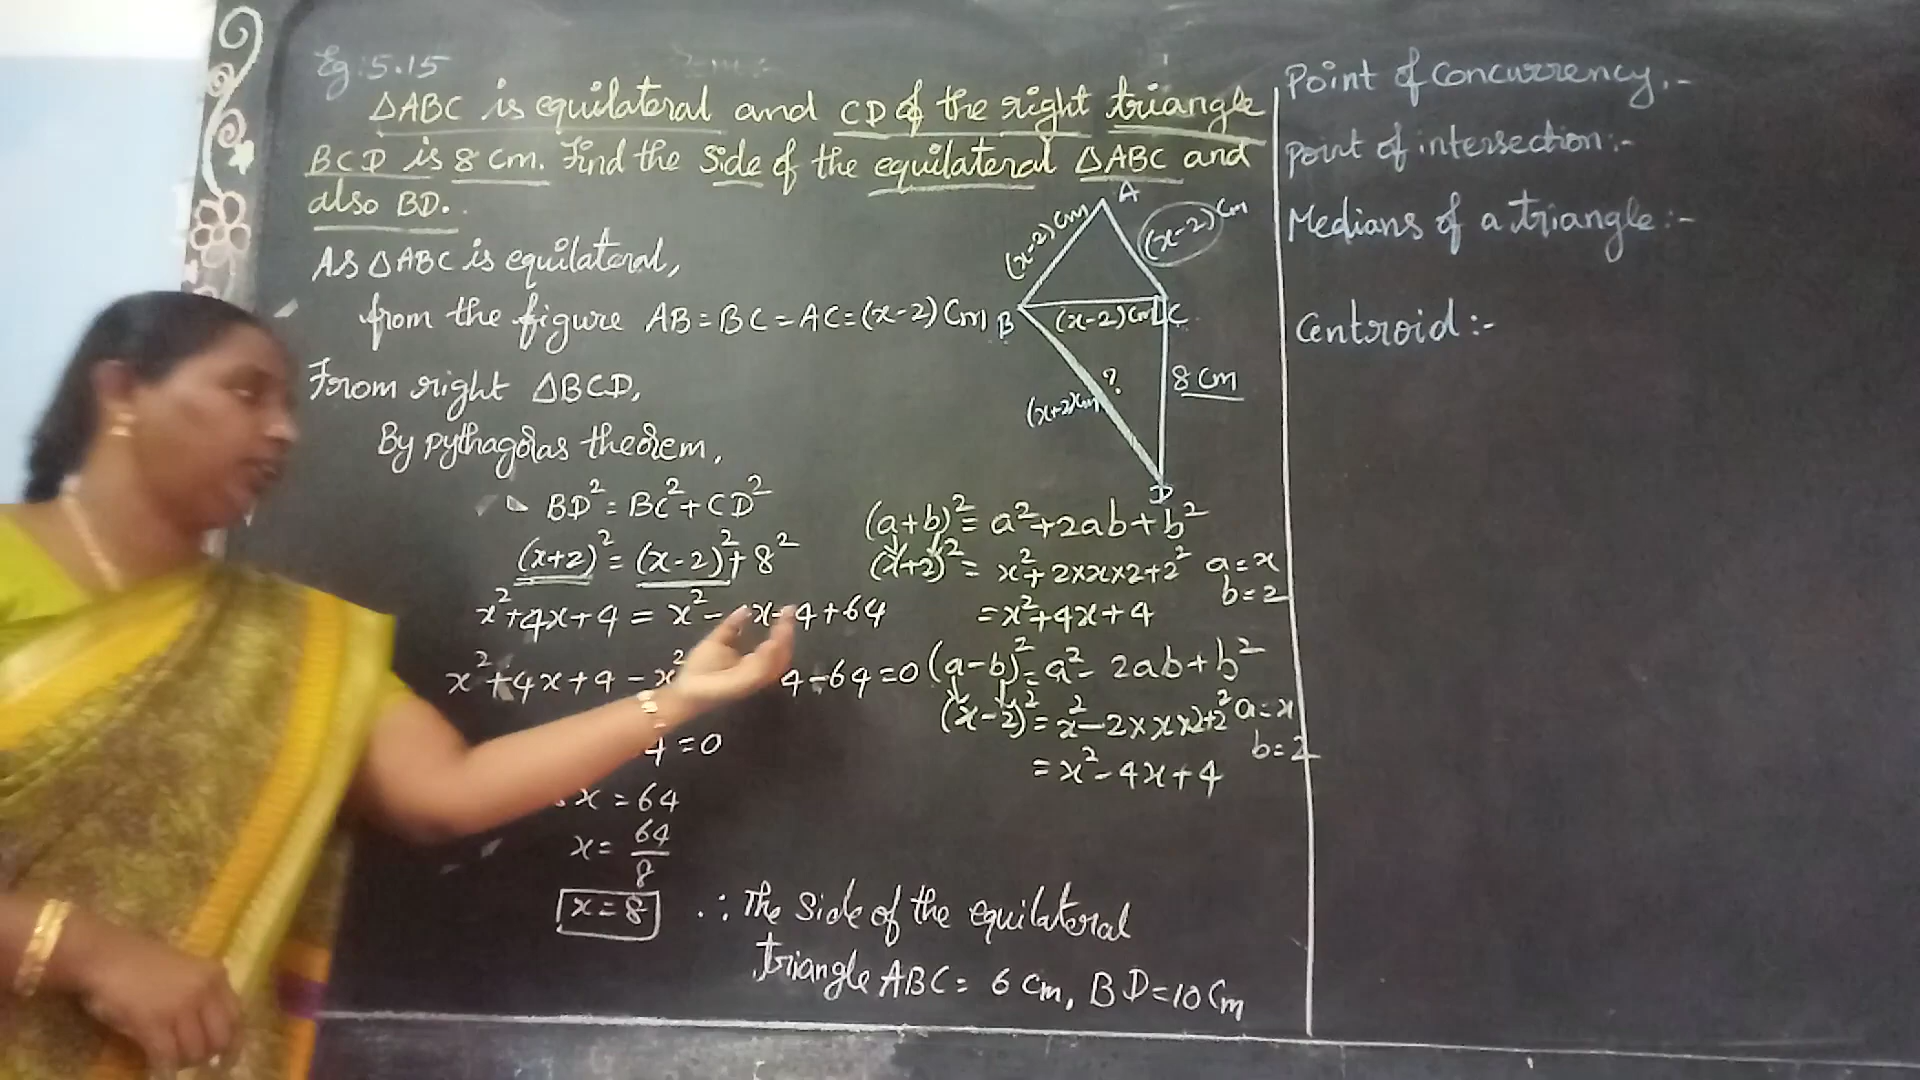 Eg:5.15
△ABC is equilateral and CD of the right triangle
BCD is 8 cm. Find the side of the equilateral △ABC and
also BD.
As △ABC is equilateral,
from the figure AB=BC=AC=(x-2) Cm
From right △BCD,
By pythagoras theorem,
BD²=BC²+CD²
(x+2)²=(x-2)²+8²
x²+4x+4 = x²- x 4+64
x²+4x+4-x² 4-64=0
4=0
x=64
x=64/8
x=8
∴ The side of the equilateral
triangle ABC= 6 Cm, BD=10 Cm
A
(x-2)cm
(x-2)cm
B
(x-2)cm
C
(x+2)cm
?
8 cm
D
(a+b)²=a²+2ab+b²
(x+2)²= x²+2×x×2+2² a=x
b=2
=x²+4x+4
(a-b)²=a²-2ab+b²
(x-2)²=x²-2×x×2+2² a=x
b=2
=x²-4x+4
Point of Concurrency.-
Point of intersection:-
Medians of a triangle:-
Centroid:-